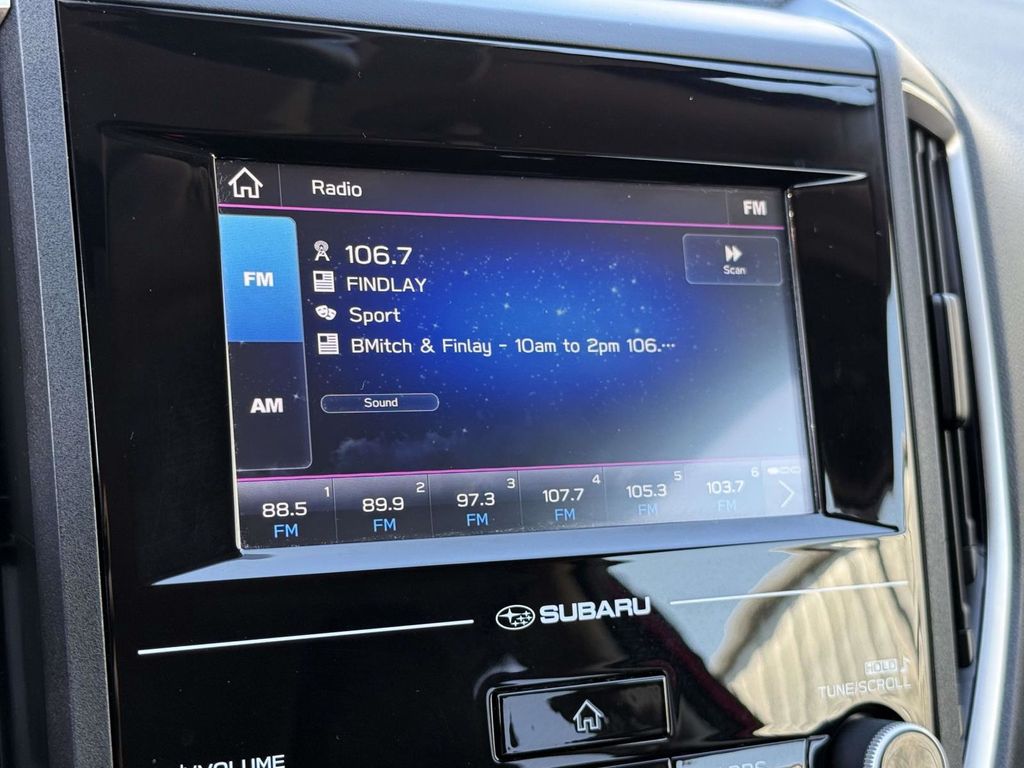 Radio
FM
FM
106.7
Scan
FINDLAY
Sport
BMitch & Finlay - 10am to 2pm 106.…
AM
Sound
1 2 3 4 5 6
88.5 89.9 97.3 107.7 105.3 103.7
FM FM FM FM FM FM
SUBARU
HOLD
TUNE/SCROLL
VOLUME